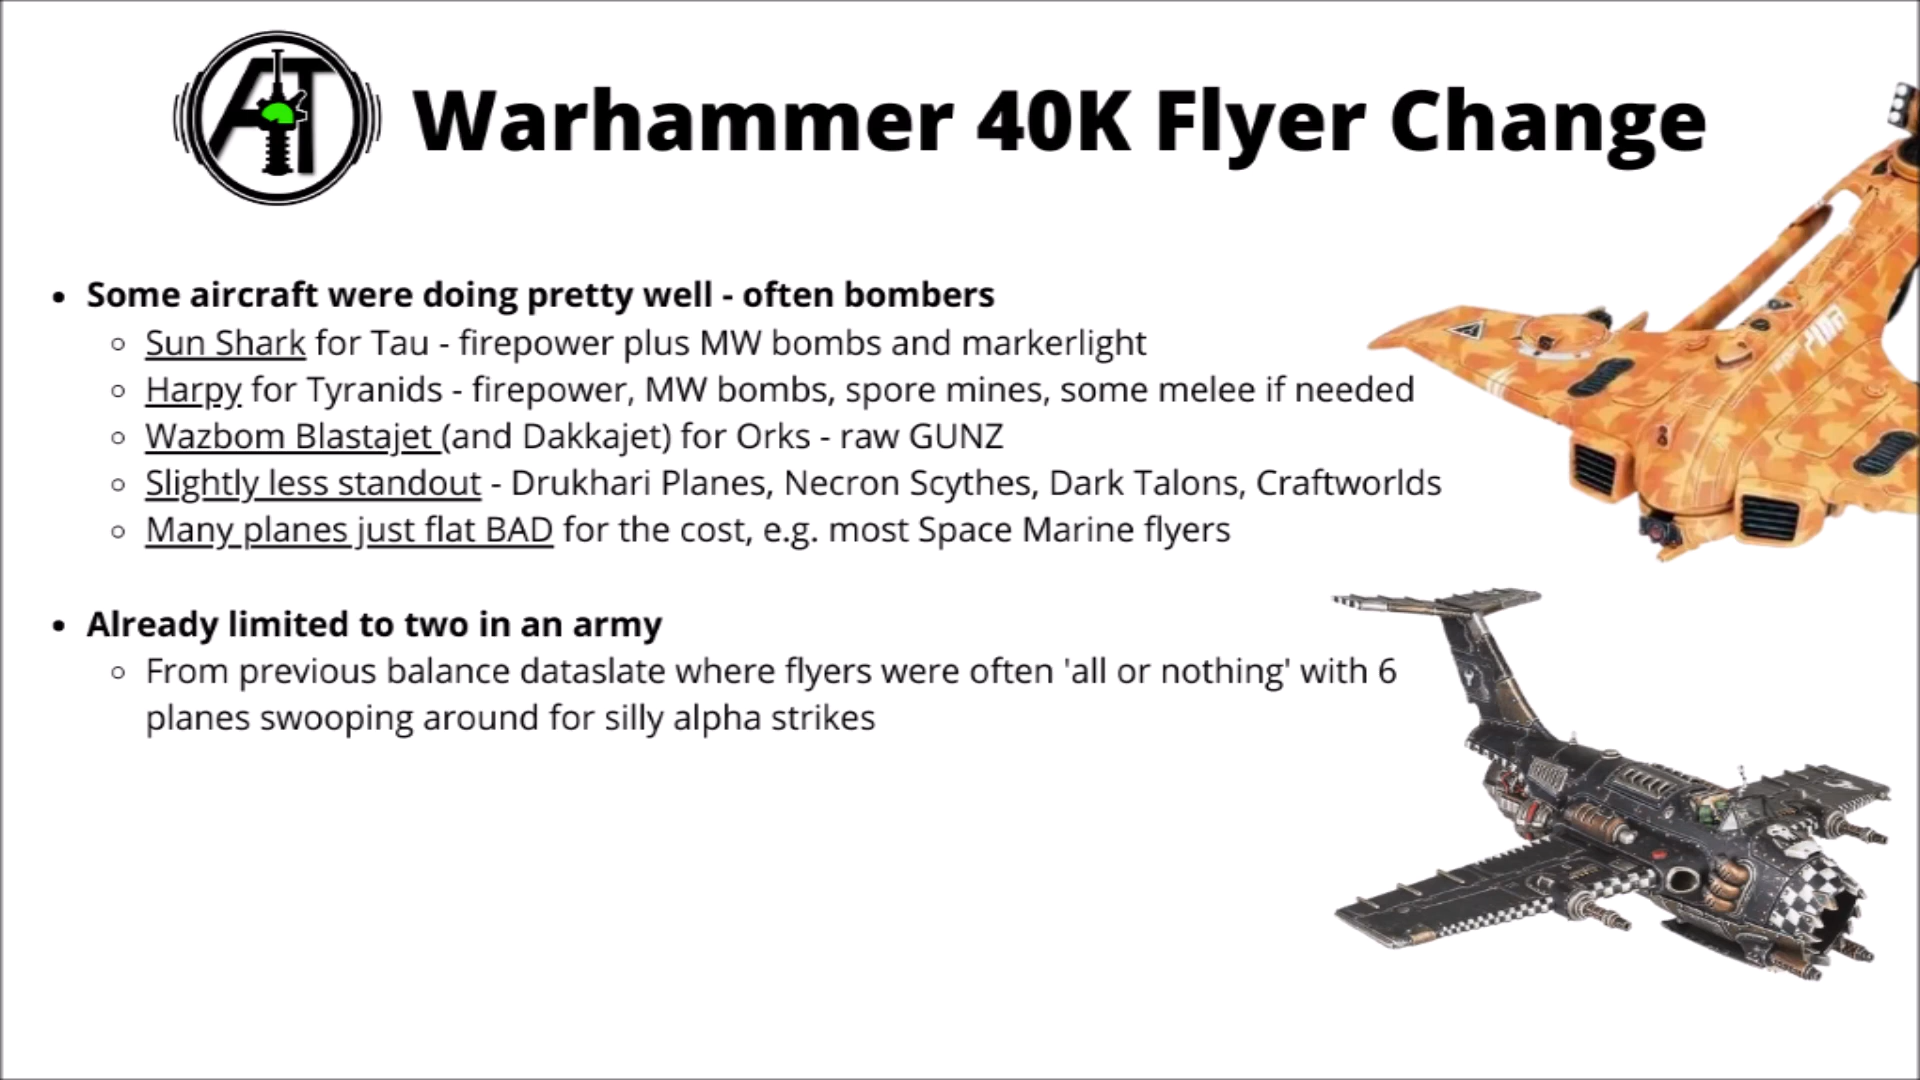 AT
Warhammer 40K Flyer Change
• Some aircraft were doing pretty well - often bombers
◦ Sun Shark for Tau - firepower plus MW bombs and markerlight
◦ Harpy for Tyranids - firepower, MW bombs, spore mines, some melee if needed
◦ Wazbom Blastajet (and Dakkajet) for Orks - raw GUNZ
◦ Slightly less standout - Drukhari Planes, Necron Scythes, Dark Talons, Craftworlds
◦ Many planes just flat BAD for the cost, e.g. most Space Marine flyers
• Already limited to two in an army
◦ From previous balance dataslate where flyers were often 'all or nothing' with 6
planes swooping around for silly alpha strikes